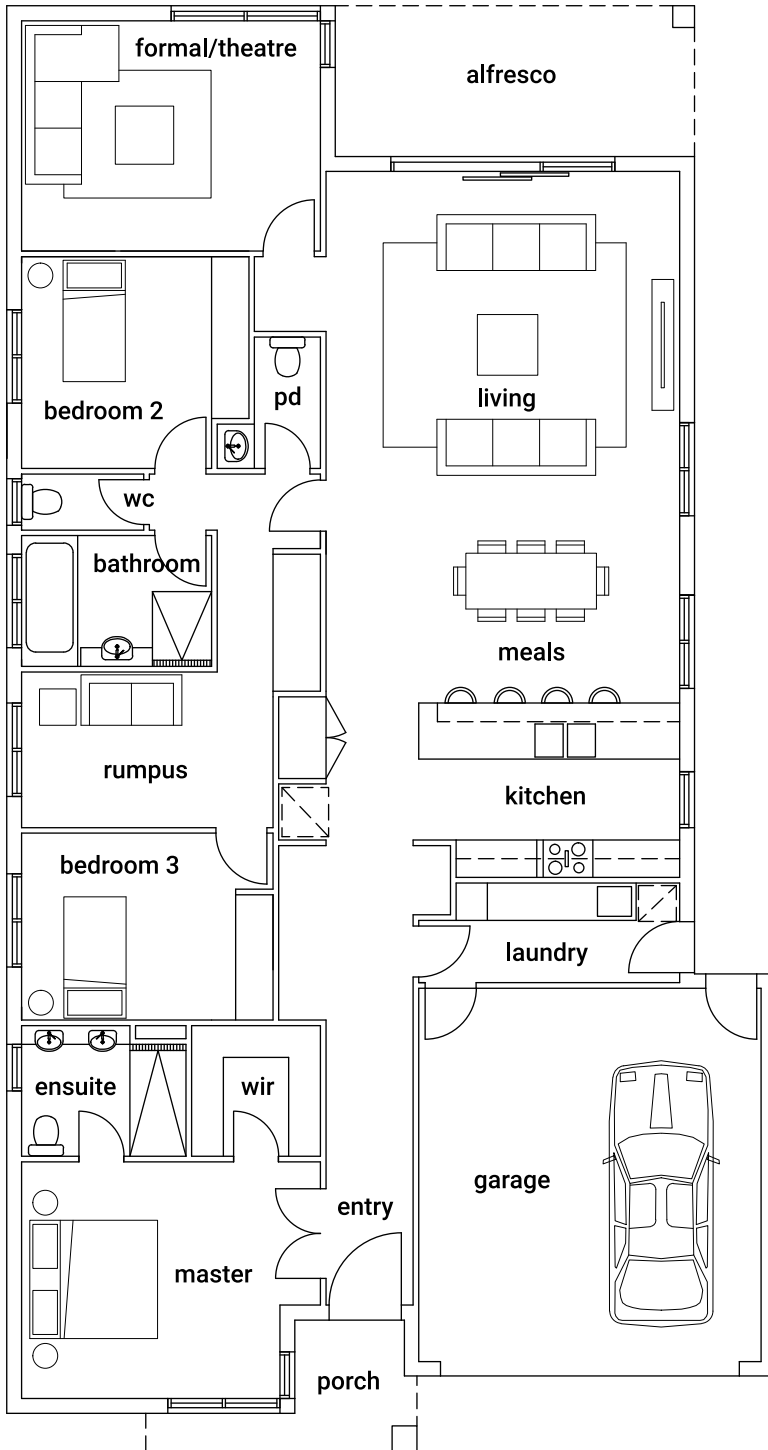 formal/theatre
alfresco
bedroom 2
pd
living
wc
bathroom
meals
rumpus
kitchen
bedroom 3
laundry
ensuite
wir
garage
entry
master
porch